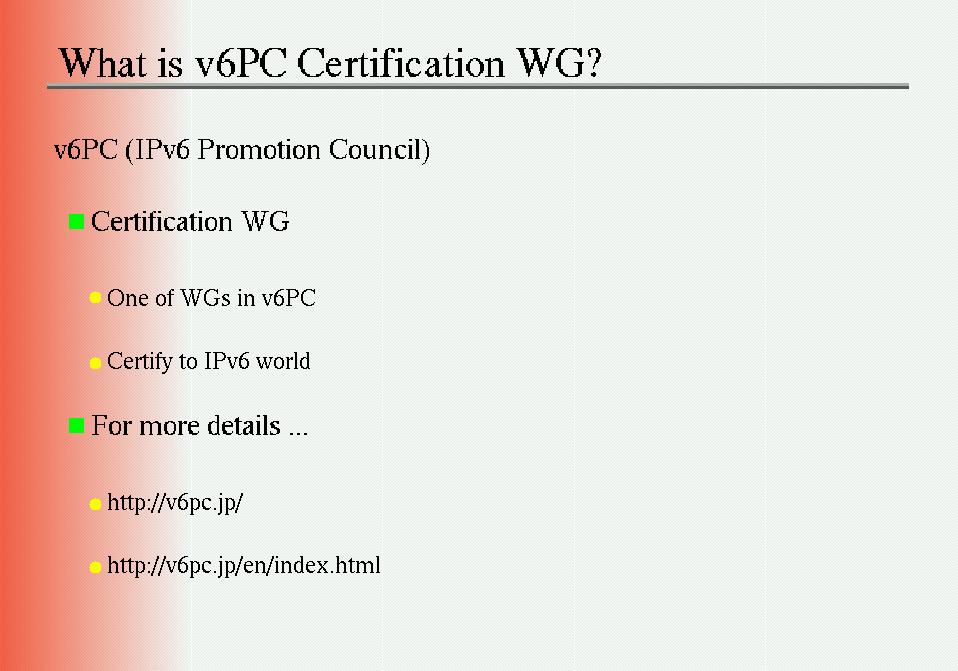 What is v6PC Certification WG?
v6PC (IPv6 Promotion Council)
Certification WG
One of WGs in v6PC
Certify to IPv6 world
For more details ...
http://v6pc.jp/
http://v6pc.jp/en/index.html